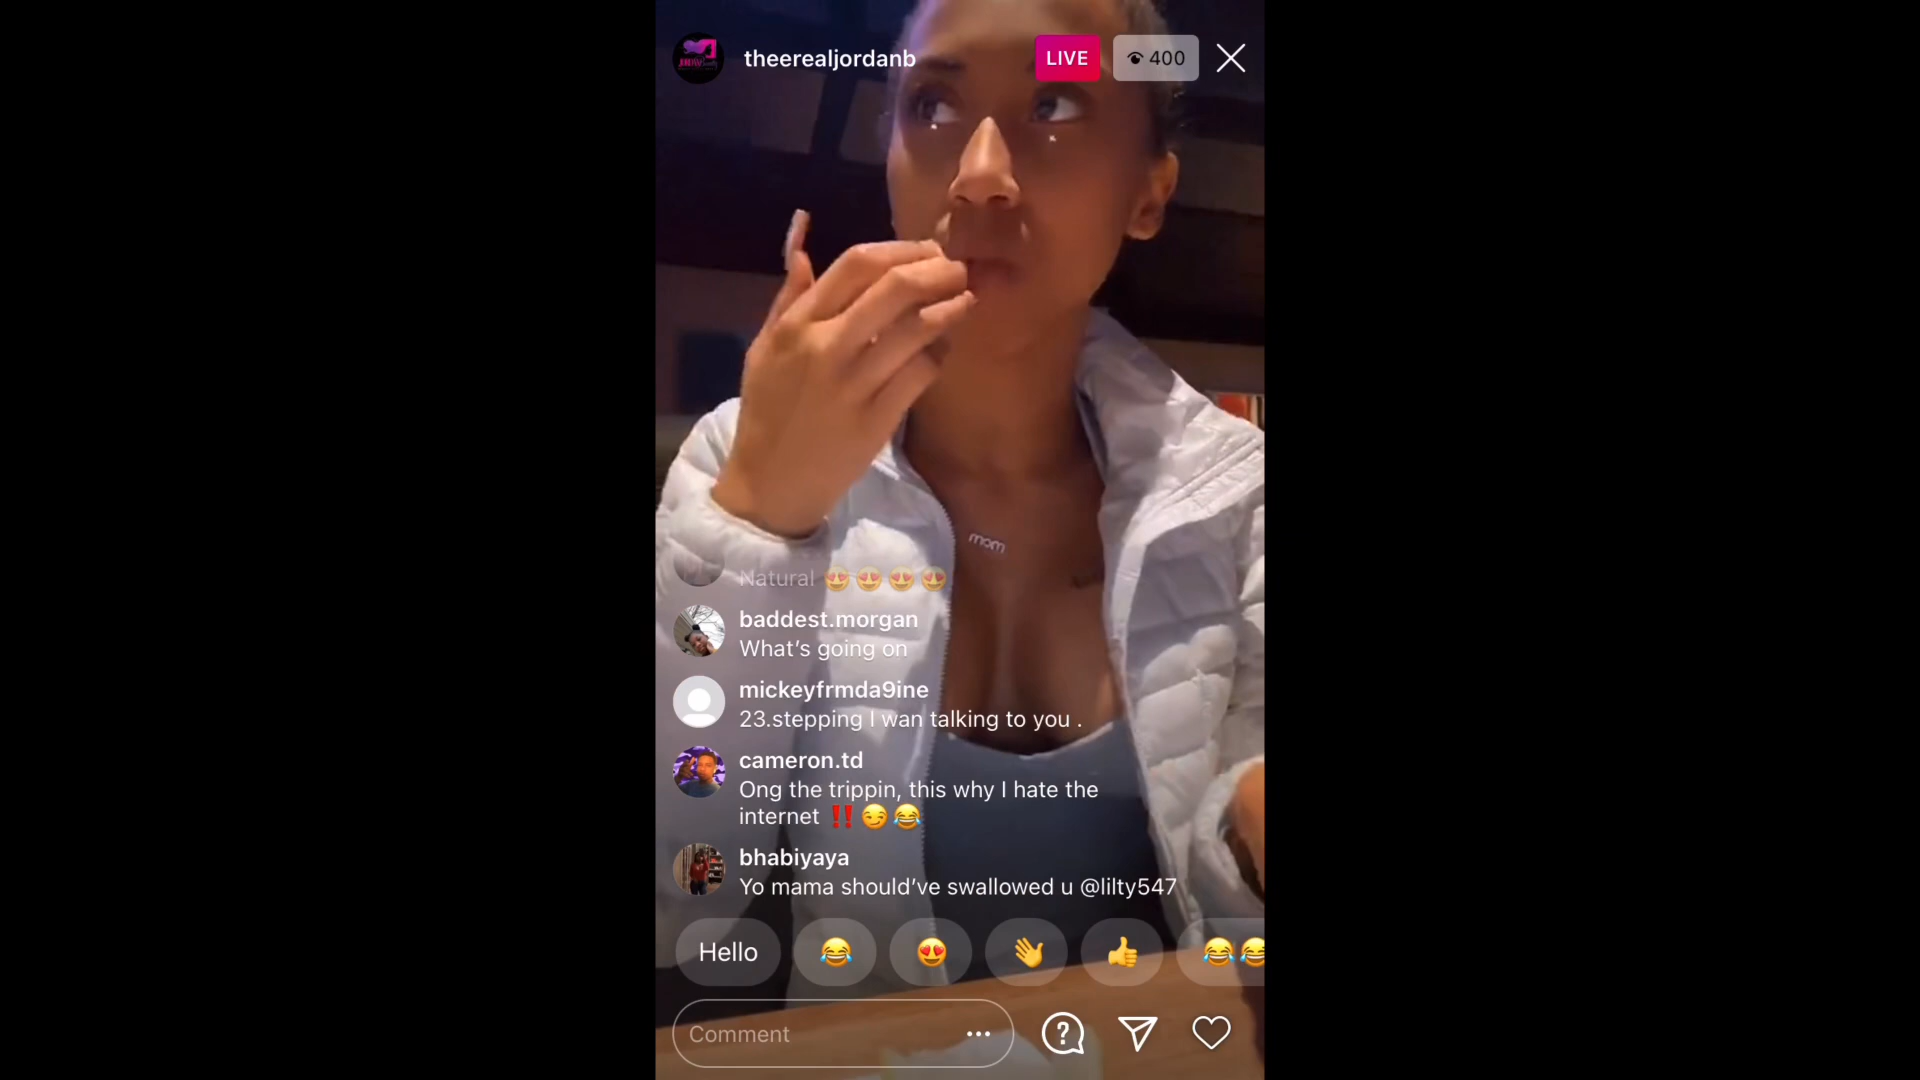 theerealjordanb
LIVE
400
mom
Natural 😍😍😍😍
baddest.morgan
What's going on
mickeyfrmda9ine
23.stepping I wan talking to you .
cameron.td
Ong the trippin, this why I hate the
internet ‼️😏😂
bhabiyaya
Yo mama should've swallowed u @lilty547
Hello 😂 😍 👋 👍 😂😂
Comment